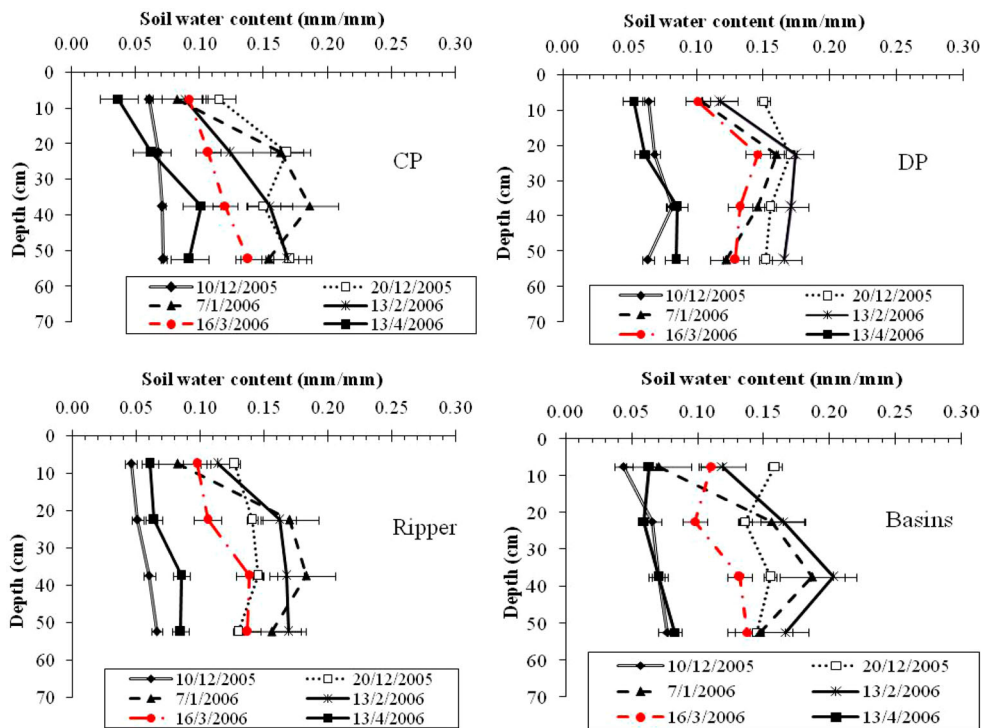 Soil water content (mm/mm)
0.00 0.05 0.10 0.15 0.20 0.25 0.30
0
10
20
30
40
50
60
70
Depth (cm)
CP
10/12/2005 20/12/2005
7/1/2006 13/2/2006
16/3/2006 13/4/2006
Soil water content (mm/mm)
0.00 0.05 0.10 0.15 0.20 0.25 0.30
0
10
20
30
40
50
60
70
Depth (cm)
DP
10/12/2005 20/12/2005
7/1/2006 13/2/2006
16/3/2006 13/4/2006
Soil water content (mm/mm)
0.00 0.05 0.10 0.15 0.20 0.25 0.30
0
10
20
30
40
50
60
70
Depth (cm)
Ripper
10/12/2005 20/12/2005
7/1/2006 13/2/2006
16/3/2006 13/4/2006
Soil water content (mm/mm)
0.00 0.05 0.10 0.15 0.20 0.25 0.30
0
10
20
30
40
50
60
70
Depth (cm)
Basins
10/12/2005 20/12/2005
7/1/2006 13/2/2006
16/3/2006 13/4/2006